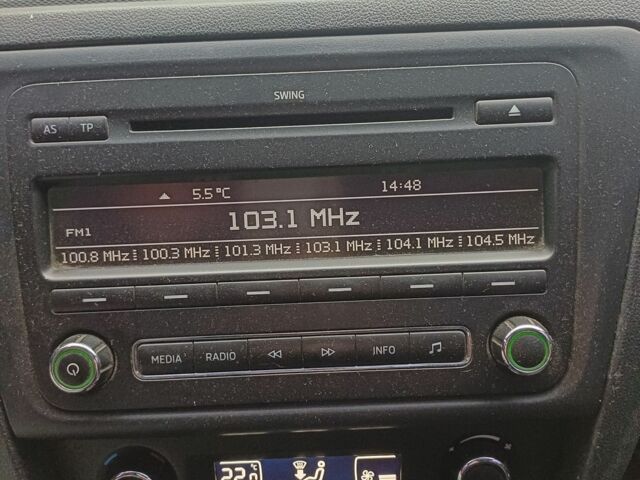 SWING
AS TP
5.5°C 14:48
103.1 MHz
FM1
100.8 MHz 100.3 MHz 101.3 MHz 103.1 MHz 104.1 MHz 104.5 MHz
MEDIA RADIO INFO
22.0 °C